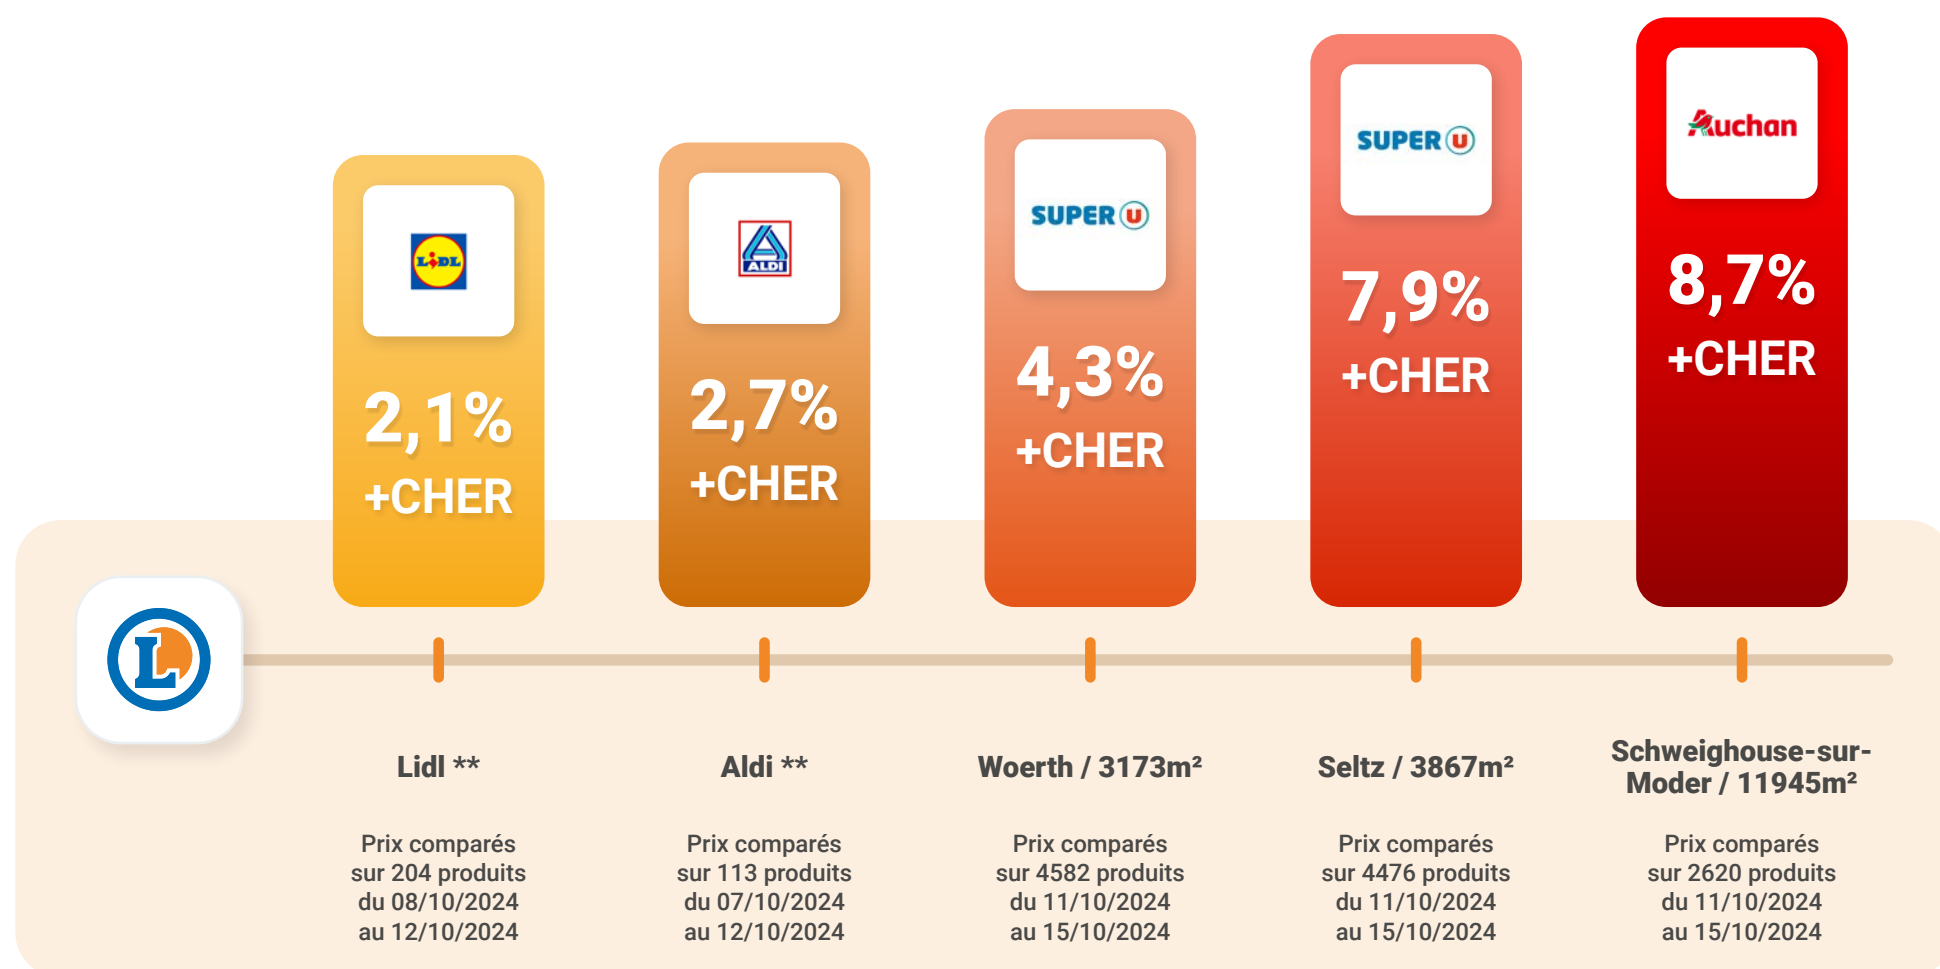 LIDL
2,1%
+CHER
ALDI
2,7%
+CHER
SUPER U
4,3%
+CHER
SUPER U
7,9%
+CHER
Auchan
8,7%
+CHER
L
Lidl **
Prix comparés
sur 204 produits
du 08/10/2024
au 12/10/2024
Aldi **
Prix comparés
sur 113 produits
du 07/10/2024
au 12/10/2024
Woerth / 3173m²
Prix comparés
sur 4582 produits
du 11/10/2024
au 15/10/2024
Seltz / 3867m²
Prix comparés
sur 4476 produits
du 11/10/2024
au 15/10/2024
Schweighouse-sur-
Moder / 11945m²
Prix comparés
sur 2620 produits
du 11/10/2024
au 15/10/2024